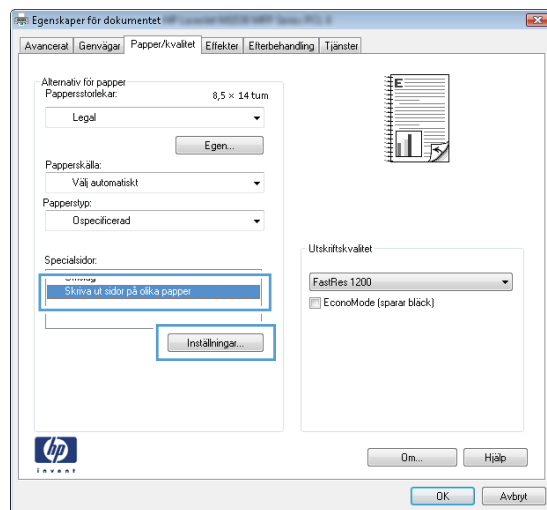 Egenskaper för dokumentet
Avancerat Genvägar Papper/kvalitet Effekter Efterbehandling Tjänster
Alternativ för papper
Pappersstorlekar: 8,5 × 14 tum
Legal
Egen...
Papperskälla:
Välj automatiskt
Papperstyp:
Ospecificerad
Specialsidor:
Omslag
Skriva ut sidor på olika papper
Inställningar...
E
Utskriftskvalitet
FastRes 1200
EconoMode (sparar bläck)
hp
invent
Om... Hjälp
OK Avbryt